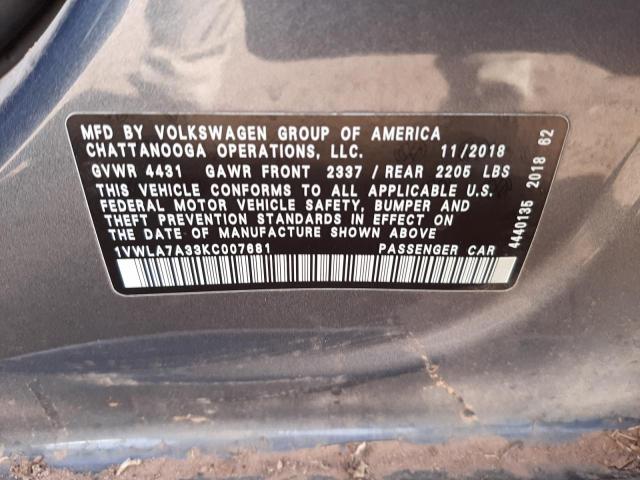 MFD BY VOLKSWAGEN GROUP OF AMERICA
CHATTANOOGA OPERATIONS, LLC. 11/2018
GVWR 4431 GAWR FRONT 2337 / REAR 2205 LBS
THIS VEHICLE CONFORMS TO ALL APPLICABLE U.S.
FEDERAL MOTOR VEHICLE SAFETY, BUMPER AND
THEFT PREVENTION STANDARDS IN EFFECT ON
THE DATE OF MANUFACTURE SHOWN ABOVE
1VWLA7A33KC007681 PASSENGER CAR
4440135 2018 62